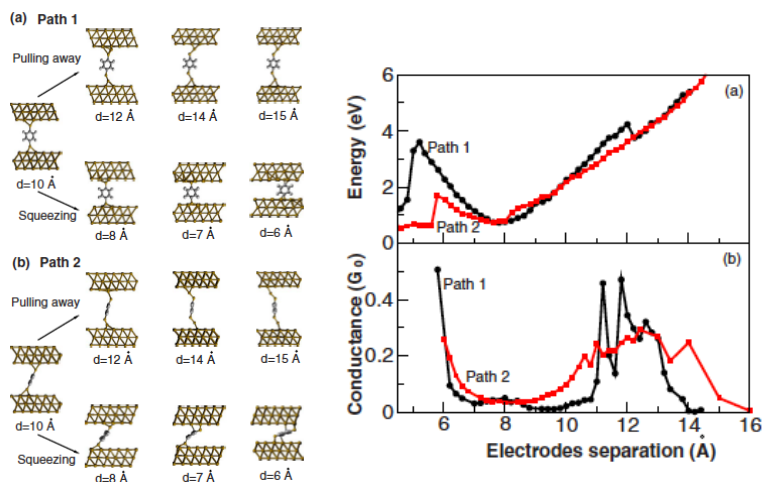 (a) Path 1
Pulling away
d=12 Å
d=14 Å
d=15 Å
d=10 Å
Squeezing
d=8 Å
d=7 Å
d=6 Å
(b) Path 2
Pulling away
d=12 Å
d=14 Å
d=15 Å
d=10 Å
Squeezing
d=8 Å
d=7 Å
d=6 Å
Energy (eV)
6
4
2
0
(a)
Path 1
Path 2
Conductance (G₀)
0.4
0.2
0
(b)
Path 1
Path 2
6 8 10 12 14 16
Electrodes separation (Å)